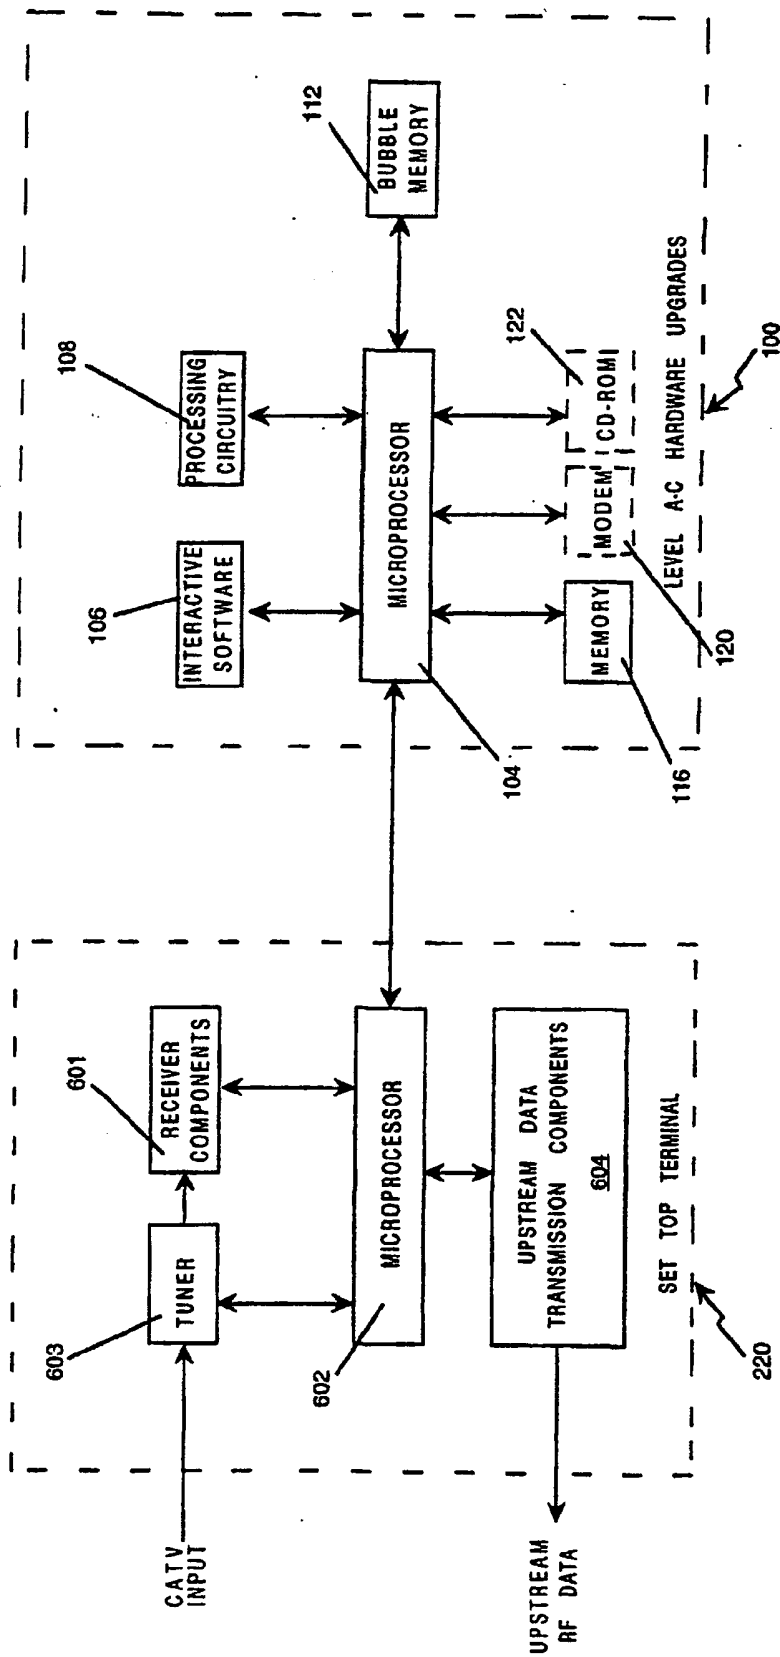 CATV
INPUT
603
TUNER
601
RECEIVER
COMPONENTS
602
MICROPROCESSOR
UPSTREAM DATA
TRANSMISSION COMPONENTS
604
UPSTREAM
RF DATA
SET TOP TERMINAL
220
106
INTERACTIVE
SOFTWARE
108
PROCESSING
CIRCUITRY
MICROPROCESSOR
104
112
BUBBLE
MEMORY
MEMORY
116
MODEM
120
CD-ROM
122
LEVEL A-C HARDWARE UPGRADES
100